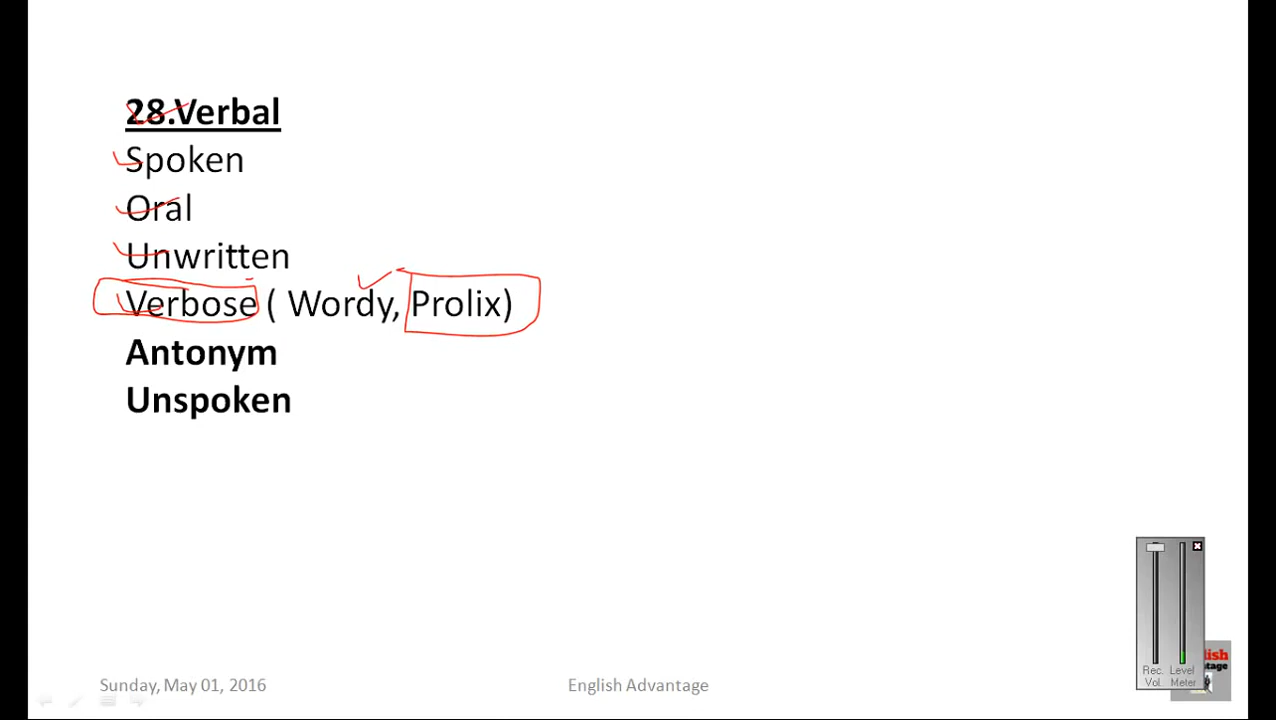 28.Verbal
Spoken
Oral
Unwritten
Verbose ( Wordy, Prolix)
Antonym
Unspoken
Sunday, May 01, 2016
English Advantage
Rec. Level
Vol. Meter